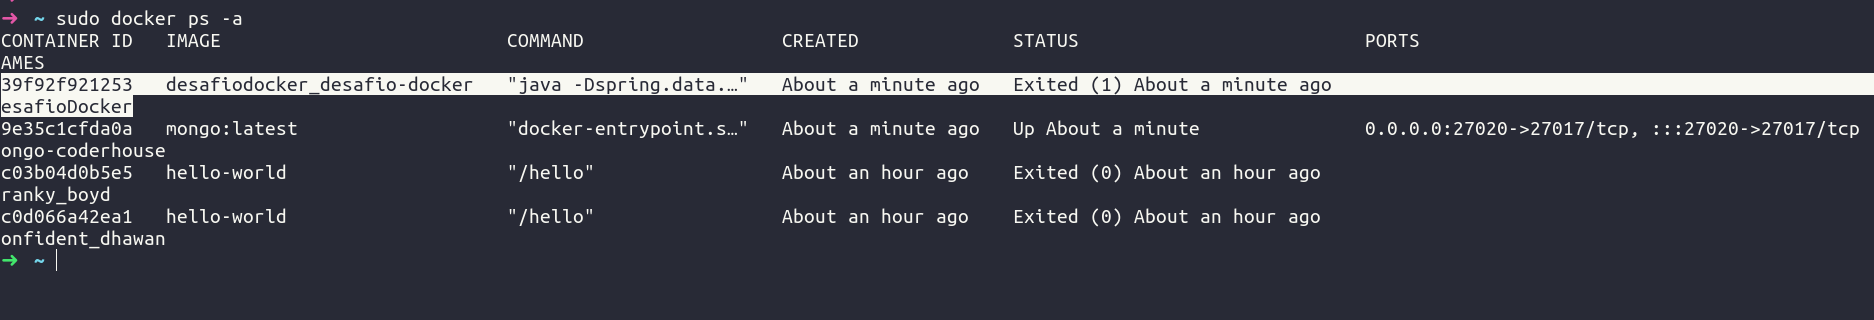 ➜ ~ sudo docker ps -a
CONTAINER ID   IMAGE                          COMMAND                  CREATED              STATUS                          PORTS
AMES
39f92f921253   desafiodocker_desafio-docker   "java -Dspring.data.…"   About a minute ago   Exited (1) About a minute ago
esafioDocker
9e35c1cfda0a   mongo:latest                   "docker-entrypoint.s…"   About a minute ago   Up About a minute               0.0.0.0:27020->27017/tcp, :::27020->27017/tcp
ongo-coderhouse
c03b04d0b5e5   hello-world                    "/hello"                 About an hour ago    Exited (0) About an hour ago
ranky_boyd
c0d066a42ea1   hello-world                    "/hello"                 About an hour ago    Exited (0) About an hour ago
onfident_dhawan
➜ ~